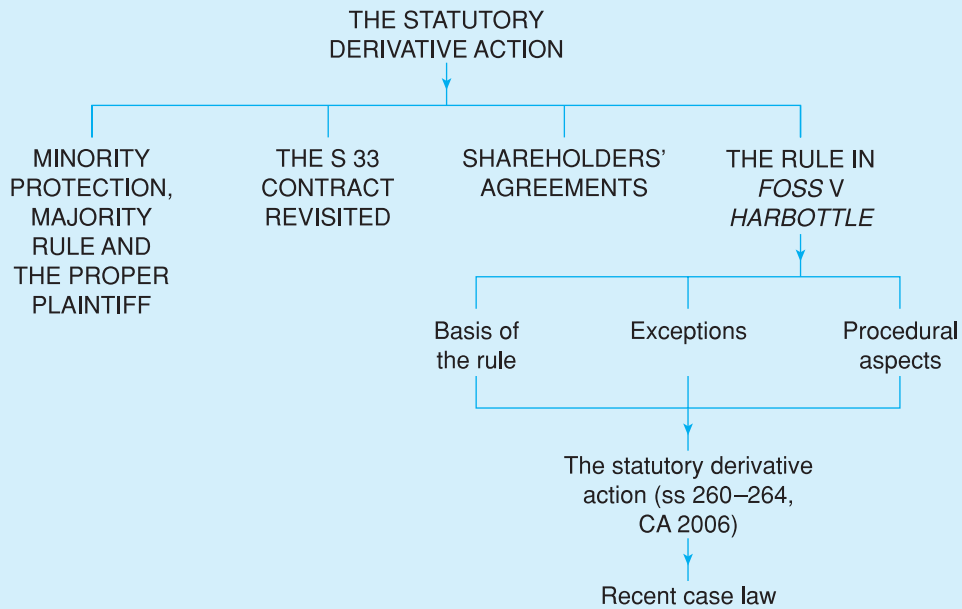 THE STATUTORY
DERIVATIVE ACTION
MINORITY
PROTECTION,
MAJORITY
RULE AND
THE PROPER
PLAINTIFF
THE S 33
CONTRACT
REVISITED
SHAREHOLDERS'
AGREEMENTS
THE RULE IN
FOSS V
HARBOTTLE
Basis of
the rule
Exceptions
Procedural
aspects
The statutory derivative
action (ss 260–264,
CA 2006)
Recent case law